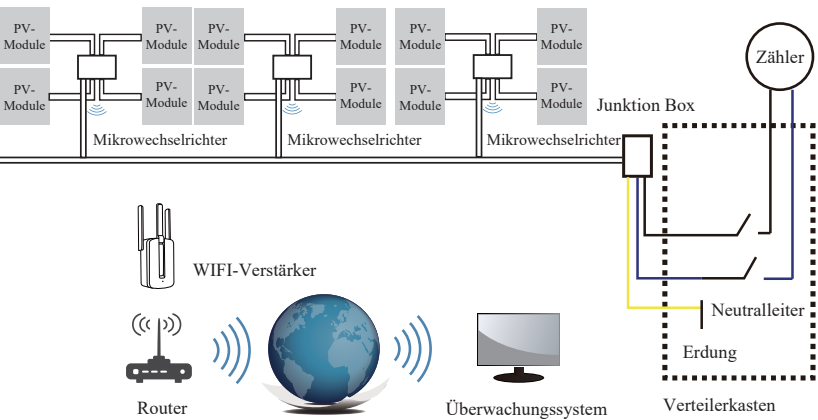 PV-
Module
PV-
Module
PV-
Module
PV-
Module
PV-
Module
PV-
Module
PV-
Module
PV-
Module
PV-
Module
PV-
Module
PV-
Module
PV-
Module
Mikrowechselrichter
Mikrowechselrichter
Mikrowechselrichter
Junktion Box
Zähler
WIFI-Verstärker
Neutralleiter
Erdung
Router
Überwachungssystem
Verteilerkasten